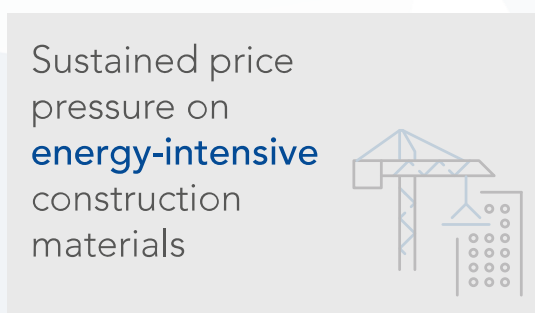 Sustained price
pressure on
energy-intensive
construction
materials